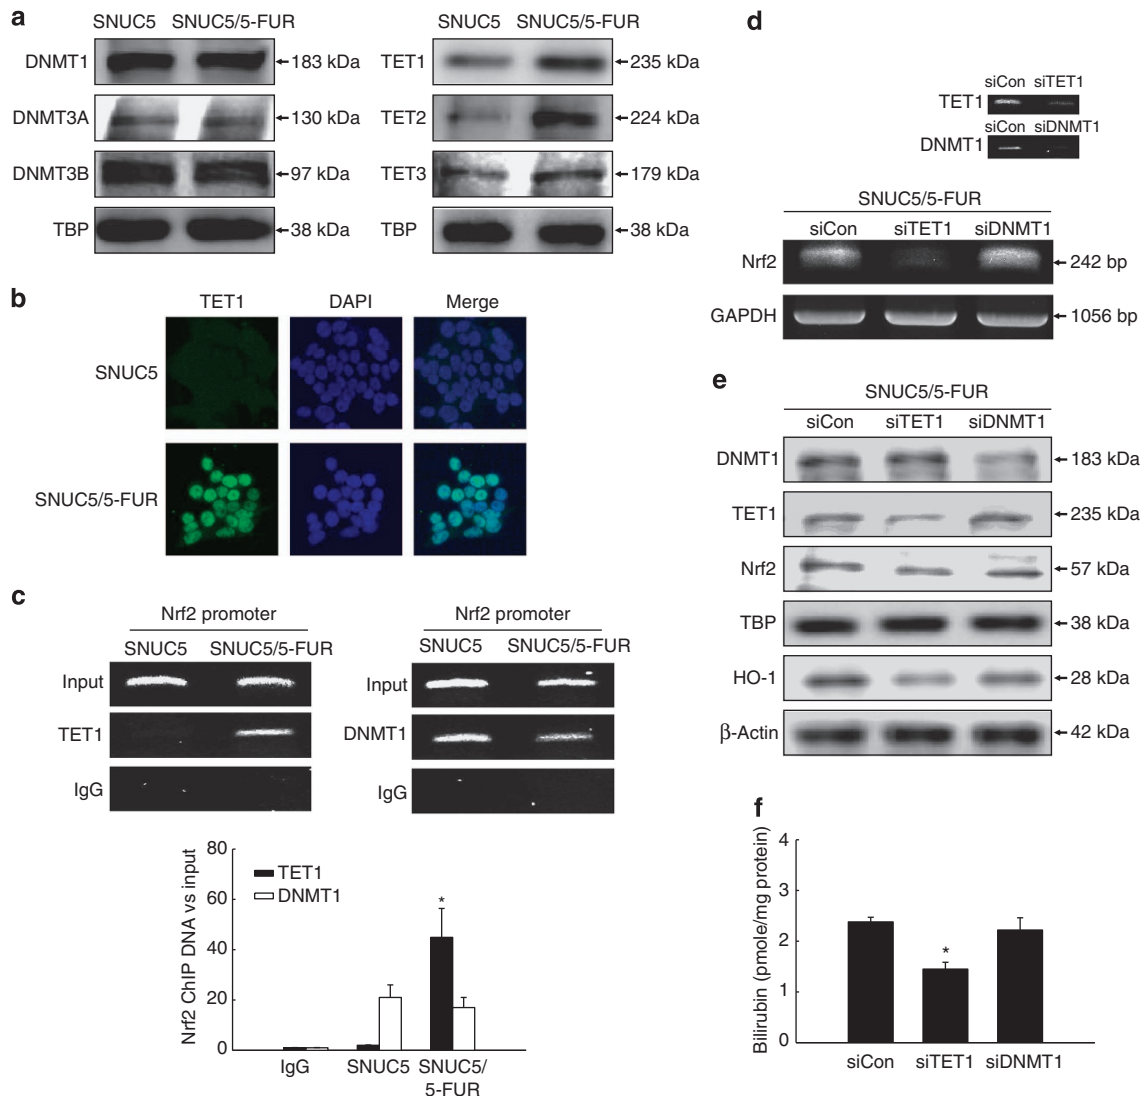 a
SNUC5 SNUC5/5-FUR
DNMT1 ←183 kDa
DNMT3A ←130 kDa
DNMT3B ←97 kDa
TBP ←38 kDa
SNUC5 SNUC5/5-FUR
TET1 ←235 kDa
TET2 ←224 kDa
TET3 ←179 kDa
TBP ←38 kDa
b
TET1 DAPI Merge
SNUC5
SNUC5/5-FUR
c
Nrf2 promoter
SNUC5 SNUC5/5-FUR
Input
TET1
IgG
Nrf2 promoter
SNUC5 SNUC5/5-FUR
Input
DNMT1
IgG
Nrf2 ChIP DNA vs input
80
60
40
20
0
TET1
DNMT1
*
IgG SNUC5 SNUC5/
5-FUR
d
siCon siTET1
TET1
siCon siDNMT1
DNMT1
SNUC5/5-FUR
siCon siTET1 siDNMT1
Nrf2 ←242 bp
GAPDH ←1056 bp
e
SNUC5/5-FUR
siCon siTET1 siDNMT1
DNMT1 ←183 kDa
TET1 ←235 kDa
Nrf2 ←57 kDa
TBP ←38 kDa
HO-1 ←28 kDa
β-Actin ←42 kDa
f
Bilirubin (pmole/mg protein)
4
3
2
1
0
*
siCon siTET1 siDNMT1